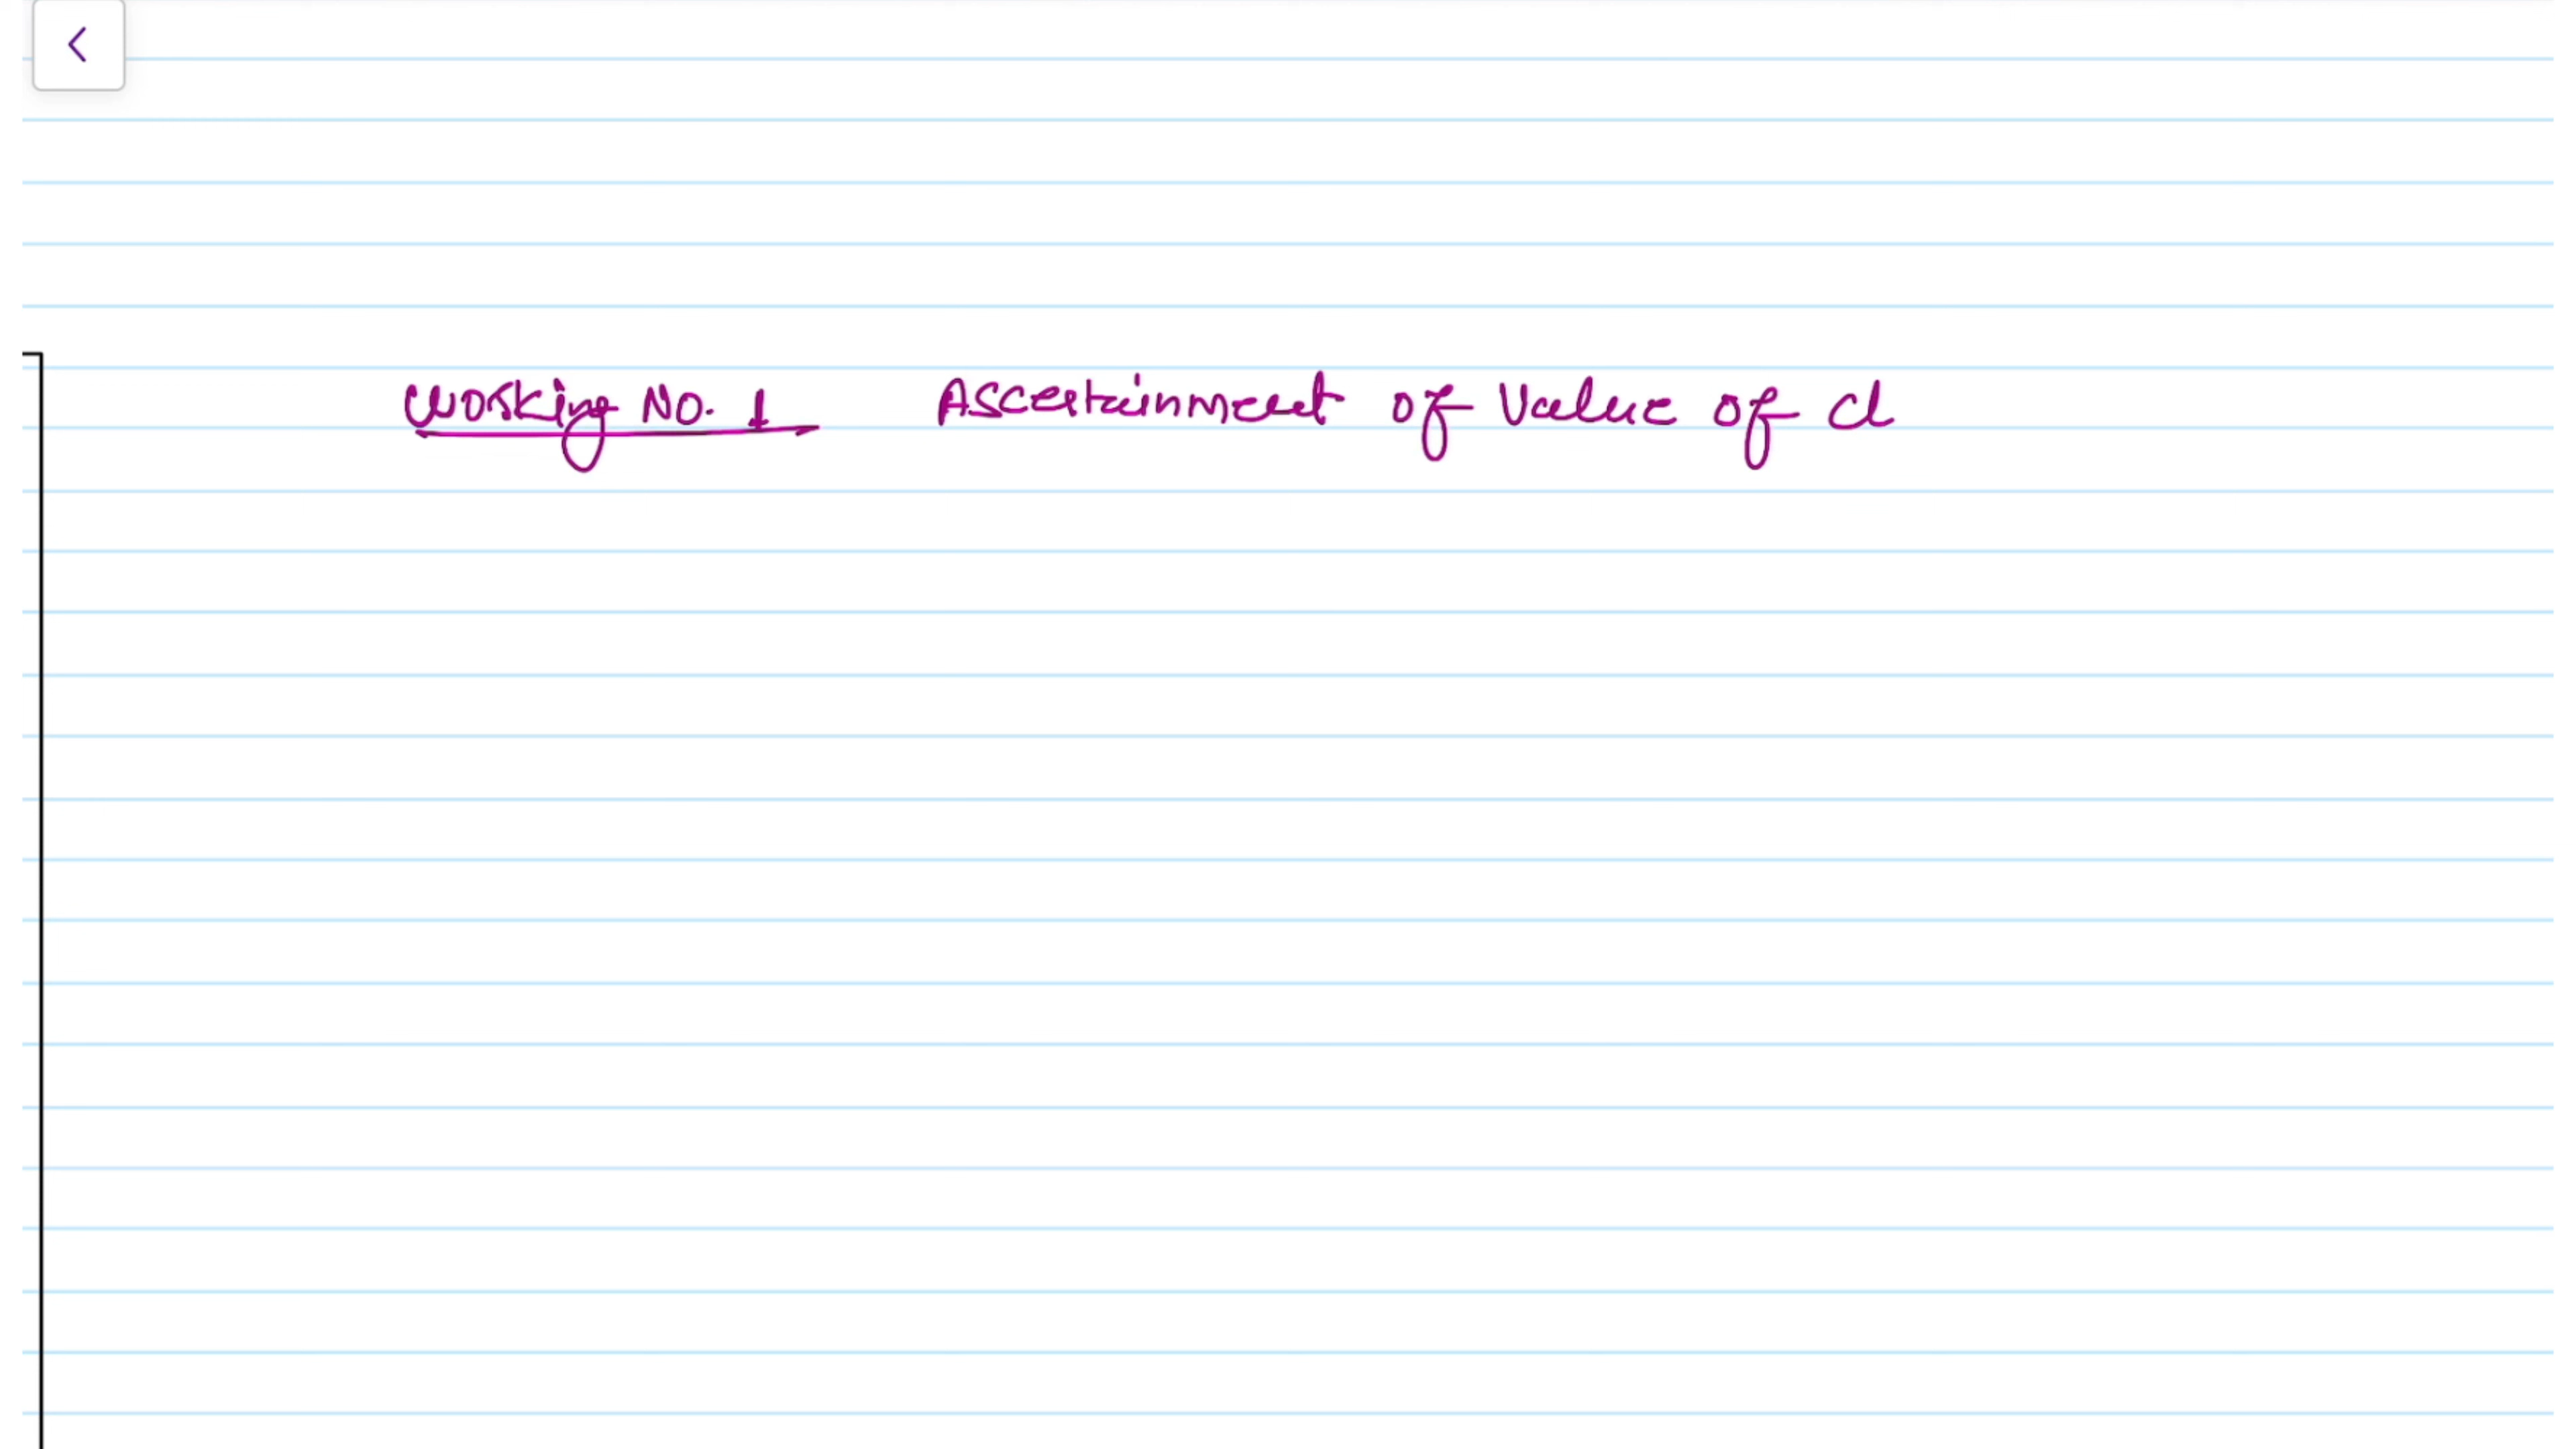 Working No. 1 Ascertainment of Value of cl